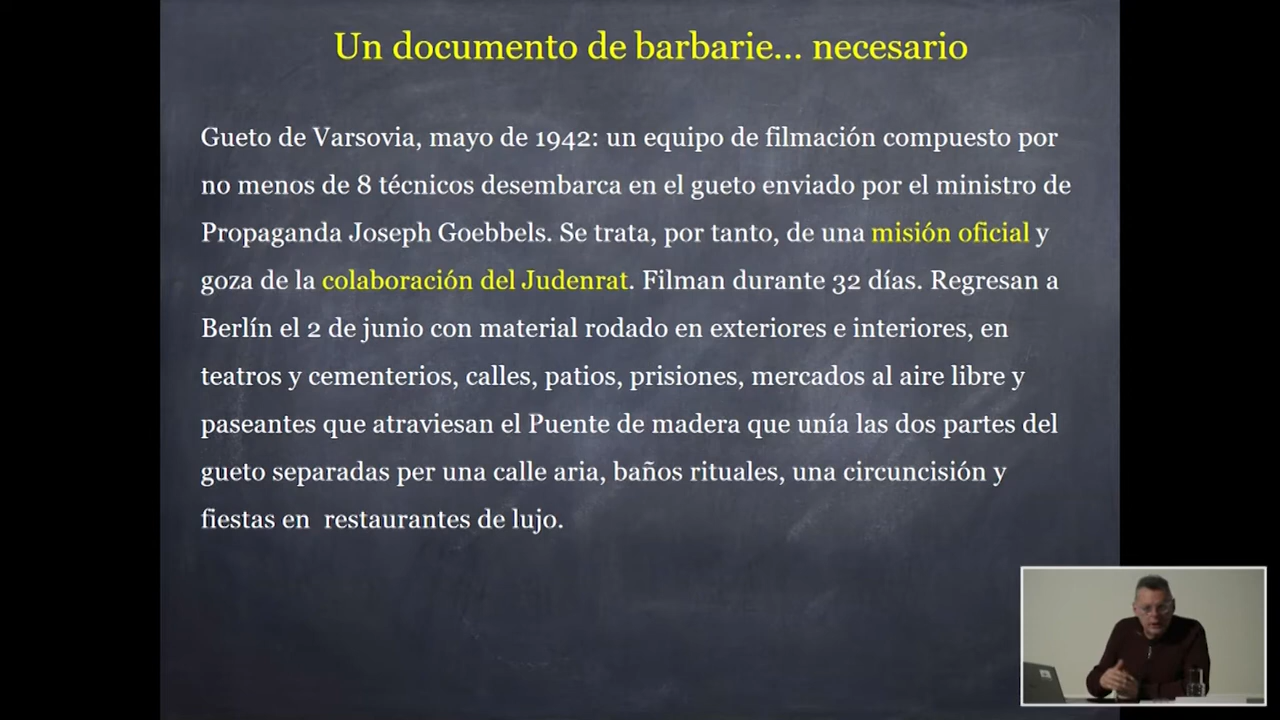 Un documento de barbarie... necesario
Gueto de Varsovia, mayo de 1942: un equipo de filmación compuesto por
no menos de 8 técnicos desembarca en el gueto enviado por el ministro de
Propaganda Joseph Goebbels. Se trata, por tanto, de una misión oficial y
goza de la colaboración del Judenrat. Filman durante 32 días. Regresan a
Berlín el 2 de junio con material rodado en exteriores e interiores, en
teatros y cementerios, calles, patios, prisiones, mercados al aire libre y
paseantes que atraviesan el Puente de madera que unía las dos partes del
gueto separadas per una calle aria, baños rituales, una circuncisión y
fiestas en  restaurantes de lujo.